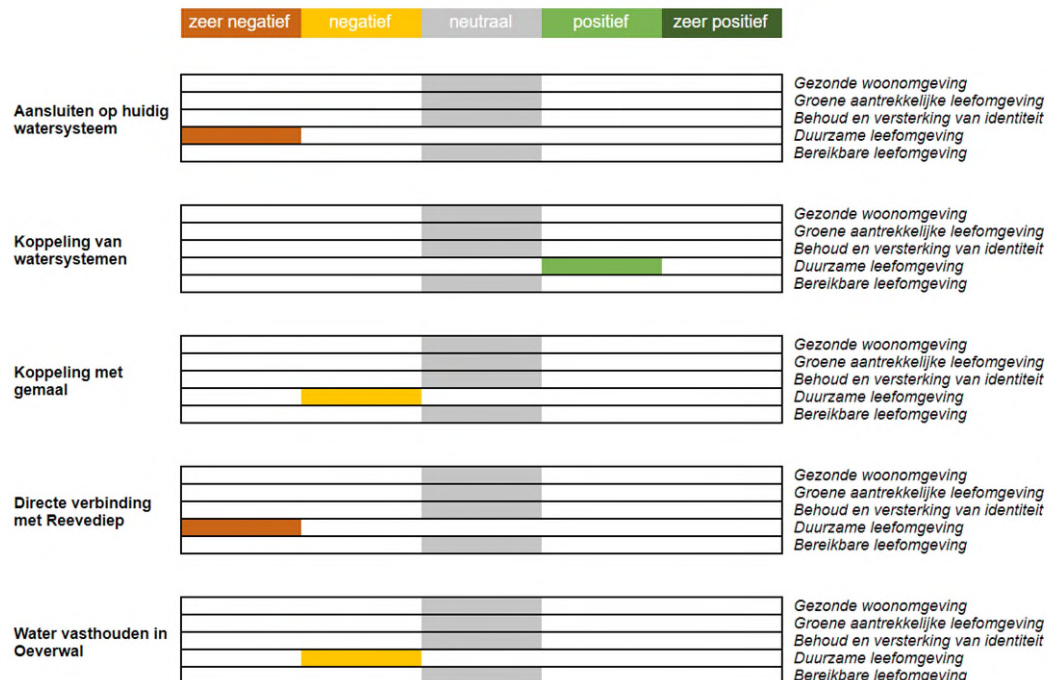 zeer negatief negatief neutraal positief zeer positief
Aansluiten op huidig
watersysteem
Gezonde woonomgeving
Groene aantrekkelijke leefomgeving
Behoud en versterking van identiteit
Duurzame leefomgeving
Bereikbare leefomgeving
Koppeling van
watersystemen
Gezonde woonomgeving
Groene aantrekkelijke leefomgeving
Behoud en versterking van identiteit
Duurzame leefomgeving
Bereikbare leefomgeving
Koppeling met
gemaal
Gezonde woonomgeving
Groene aantrekkelijke leefomgeving
Behoud en versterking van identiteit
Duurzame leefomgeving
Bereikbare leefomgeving
Directe verbinding
met Reevediep
Gezonde woonomgeving
Groene aantrekkelijke leefomgeving
Behoud en versterking van identiteit
Duurzame leefomgeving
Bereikbare leefomgeving
Water vasthouden in
Oeverwal
Gezonde woonomgeving
Groene aantrekkelijke leefomgeving
Behoud en versterking van identiteit
Duurzame leefomgeving
Bereikbare leefomgeving